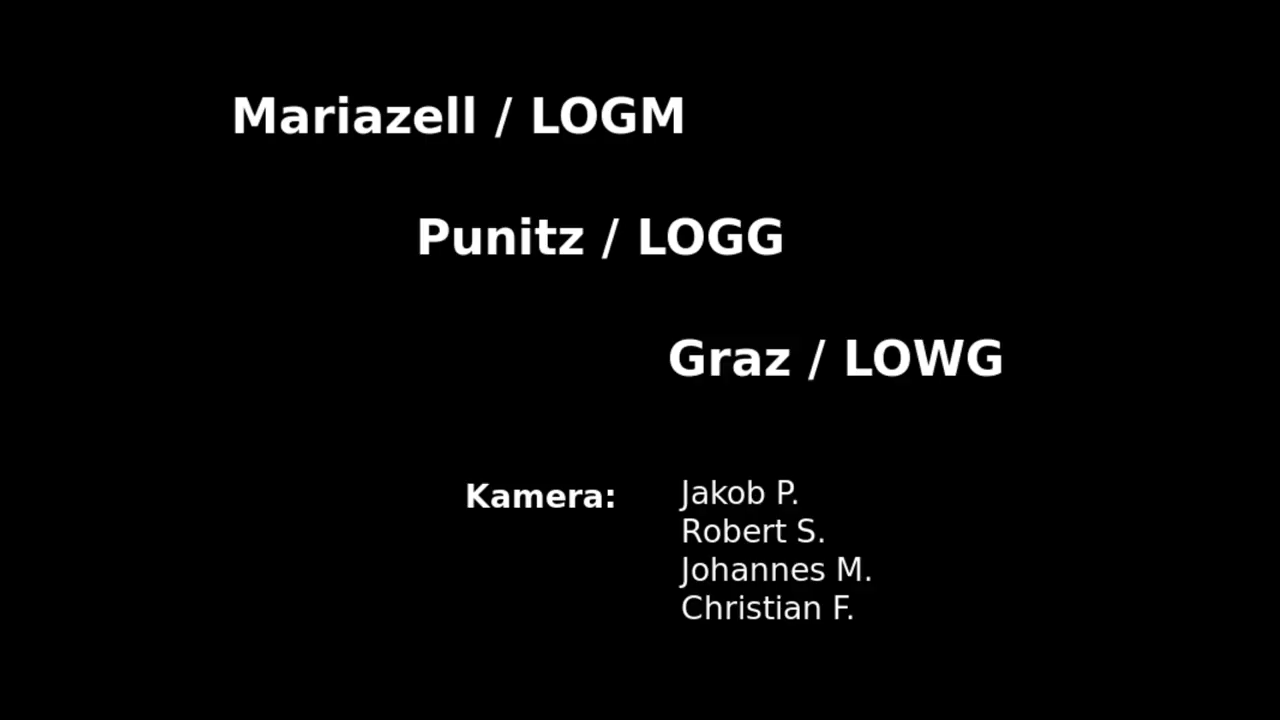 Mariazell / LOGM
Punitz / LOGG
Graz / LOWG
Kamera: Jakob P.
Robert S.
Johannes M.
Christian F.